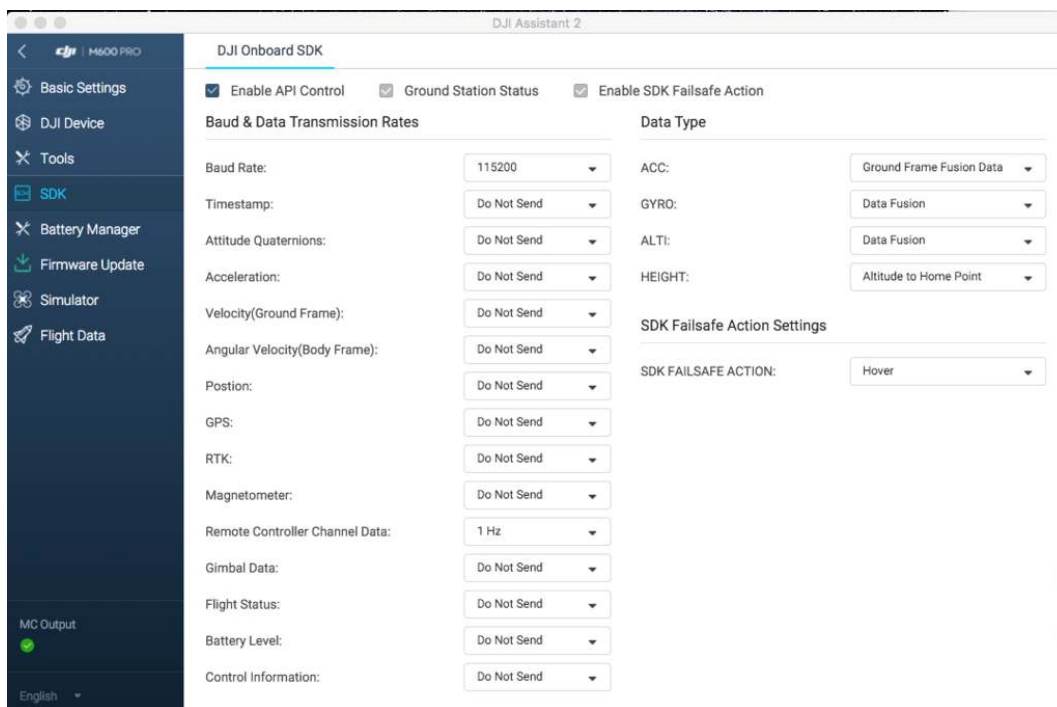 DJI Assistant 2
dji M600 PRO
Basic Settings
DJI Device
Tools
SDK
Battery Manager
Firmware Update
Simulator
Flight Data
MC Output
English
DJI Onboard SDK
Enable API Control Ground Station Status Enable SDK Failsafe Action
Baud & Data Transmission Rates
Baud Rate: 115200
Timestamp: Do Not Send
Attitude Quaternions: Do Not Send
Acceleration: Do Not Send
Velocity(Ground Frame): Do Not Send
Angular Velocity(Body Frame): Do Not Send
Postion: Do Not Send
GPS: Do Not Send
RTK: Do Not Send
Magnetometer: Do Not Send
Remote Controller Channel Data: 1 Hz
Gimbal Data: Do Not Send
Flight Status: Do Not Send
Battery Level: Do Not Send
Control Information: Do Not Send
Data Type
ACC: Ground Frame Fusion Data
GYRO: Data Fusion
ALTI: Data Fusion
HEIGHT: Altitude to Home Point
SDK Failsafe Action Settings
SDK FAILSAFE ACTION: Hover